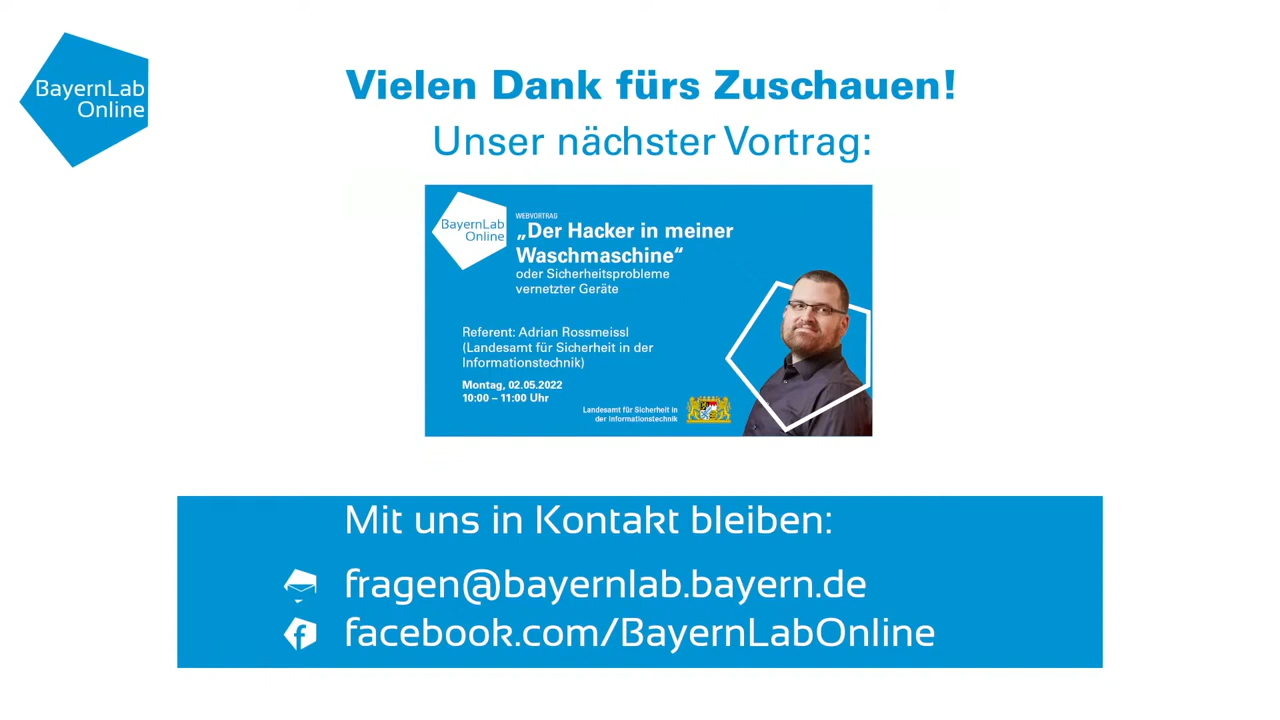 BayernLab
Online
Vielen Dank fürs Zuschauen!
Unser nächster Vortrag:
BayernLab
Online
WEBVORTRAG
„Der Hacker in meiner
Waschmaschine“
oder Sicherheitsprobleme
vernetzter Geräte
Referent: Adrian Rossmeissl
(Landesamt für Sicherheit in der
Informationstechnik)
Montag, 02.05.2022
10:00 – 11:00 Uhr
Landesamt für Sicherheit in
der Informationstechnik
Mit uns in Kontakt bleiben:
fragen@bayernlab.bayern.de
facebook.com/BayernLabOnline